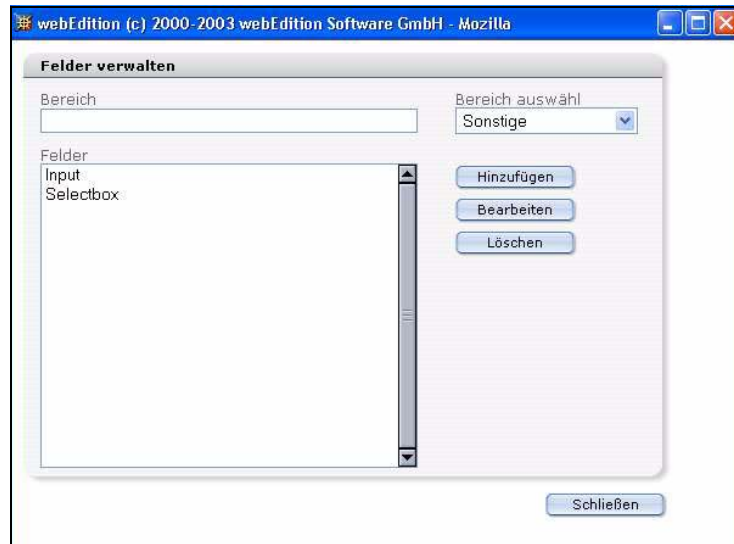 webEdition (c) 2000-2003 webEdition Software GmbH - Mozilla
Felder verwalten
Bereich
Bereich auswähl
Sonstige
Felder
Input
Selectbox
Hinzufügen
Bearbeiten
Löschen
Schließen